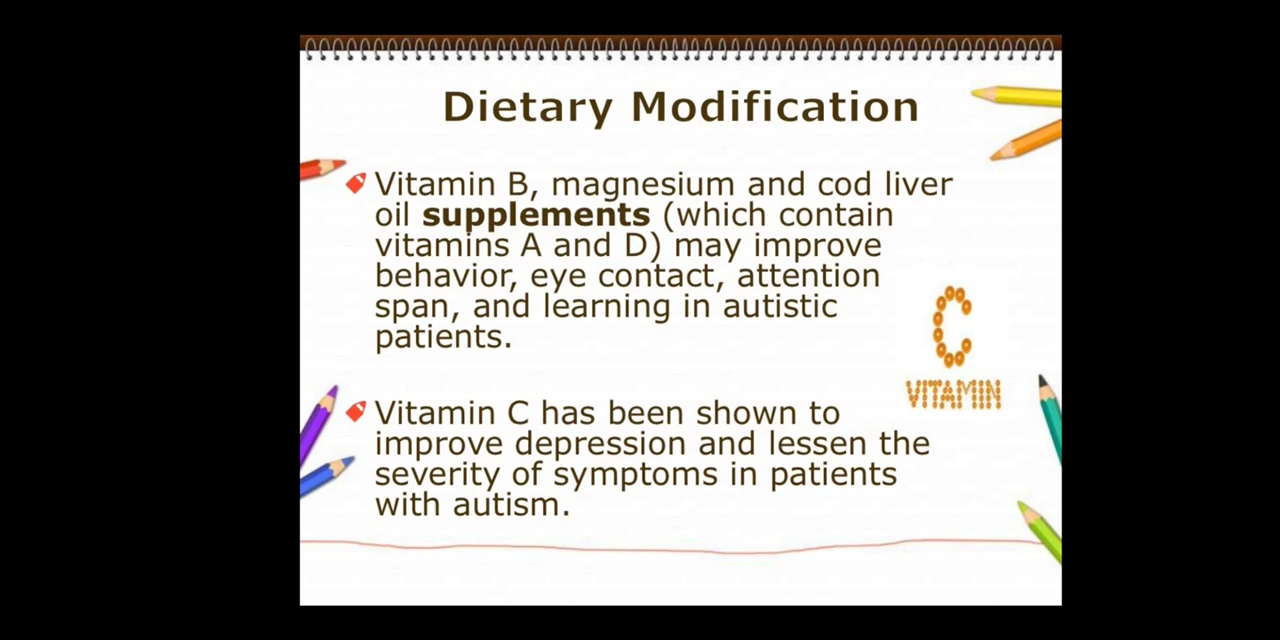 Dietary Modification
Vitamin B, magnesium and cod liver
oil supplements (which contain
vitamins A and D) may improve
behavior, eye contact, attention
span, and learning in autistic
patients.
C
VITAMIN
Vitamin C has been shown to
improve depression and lessen the
severity of symptoms in patients
with autism.